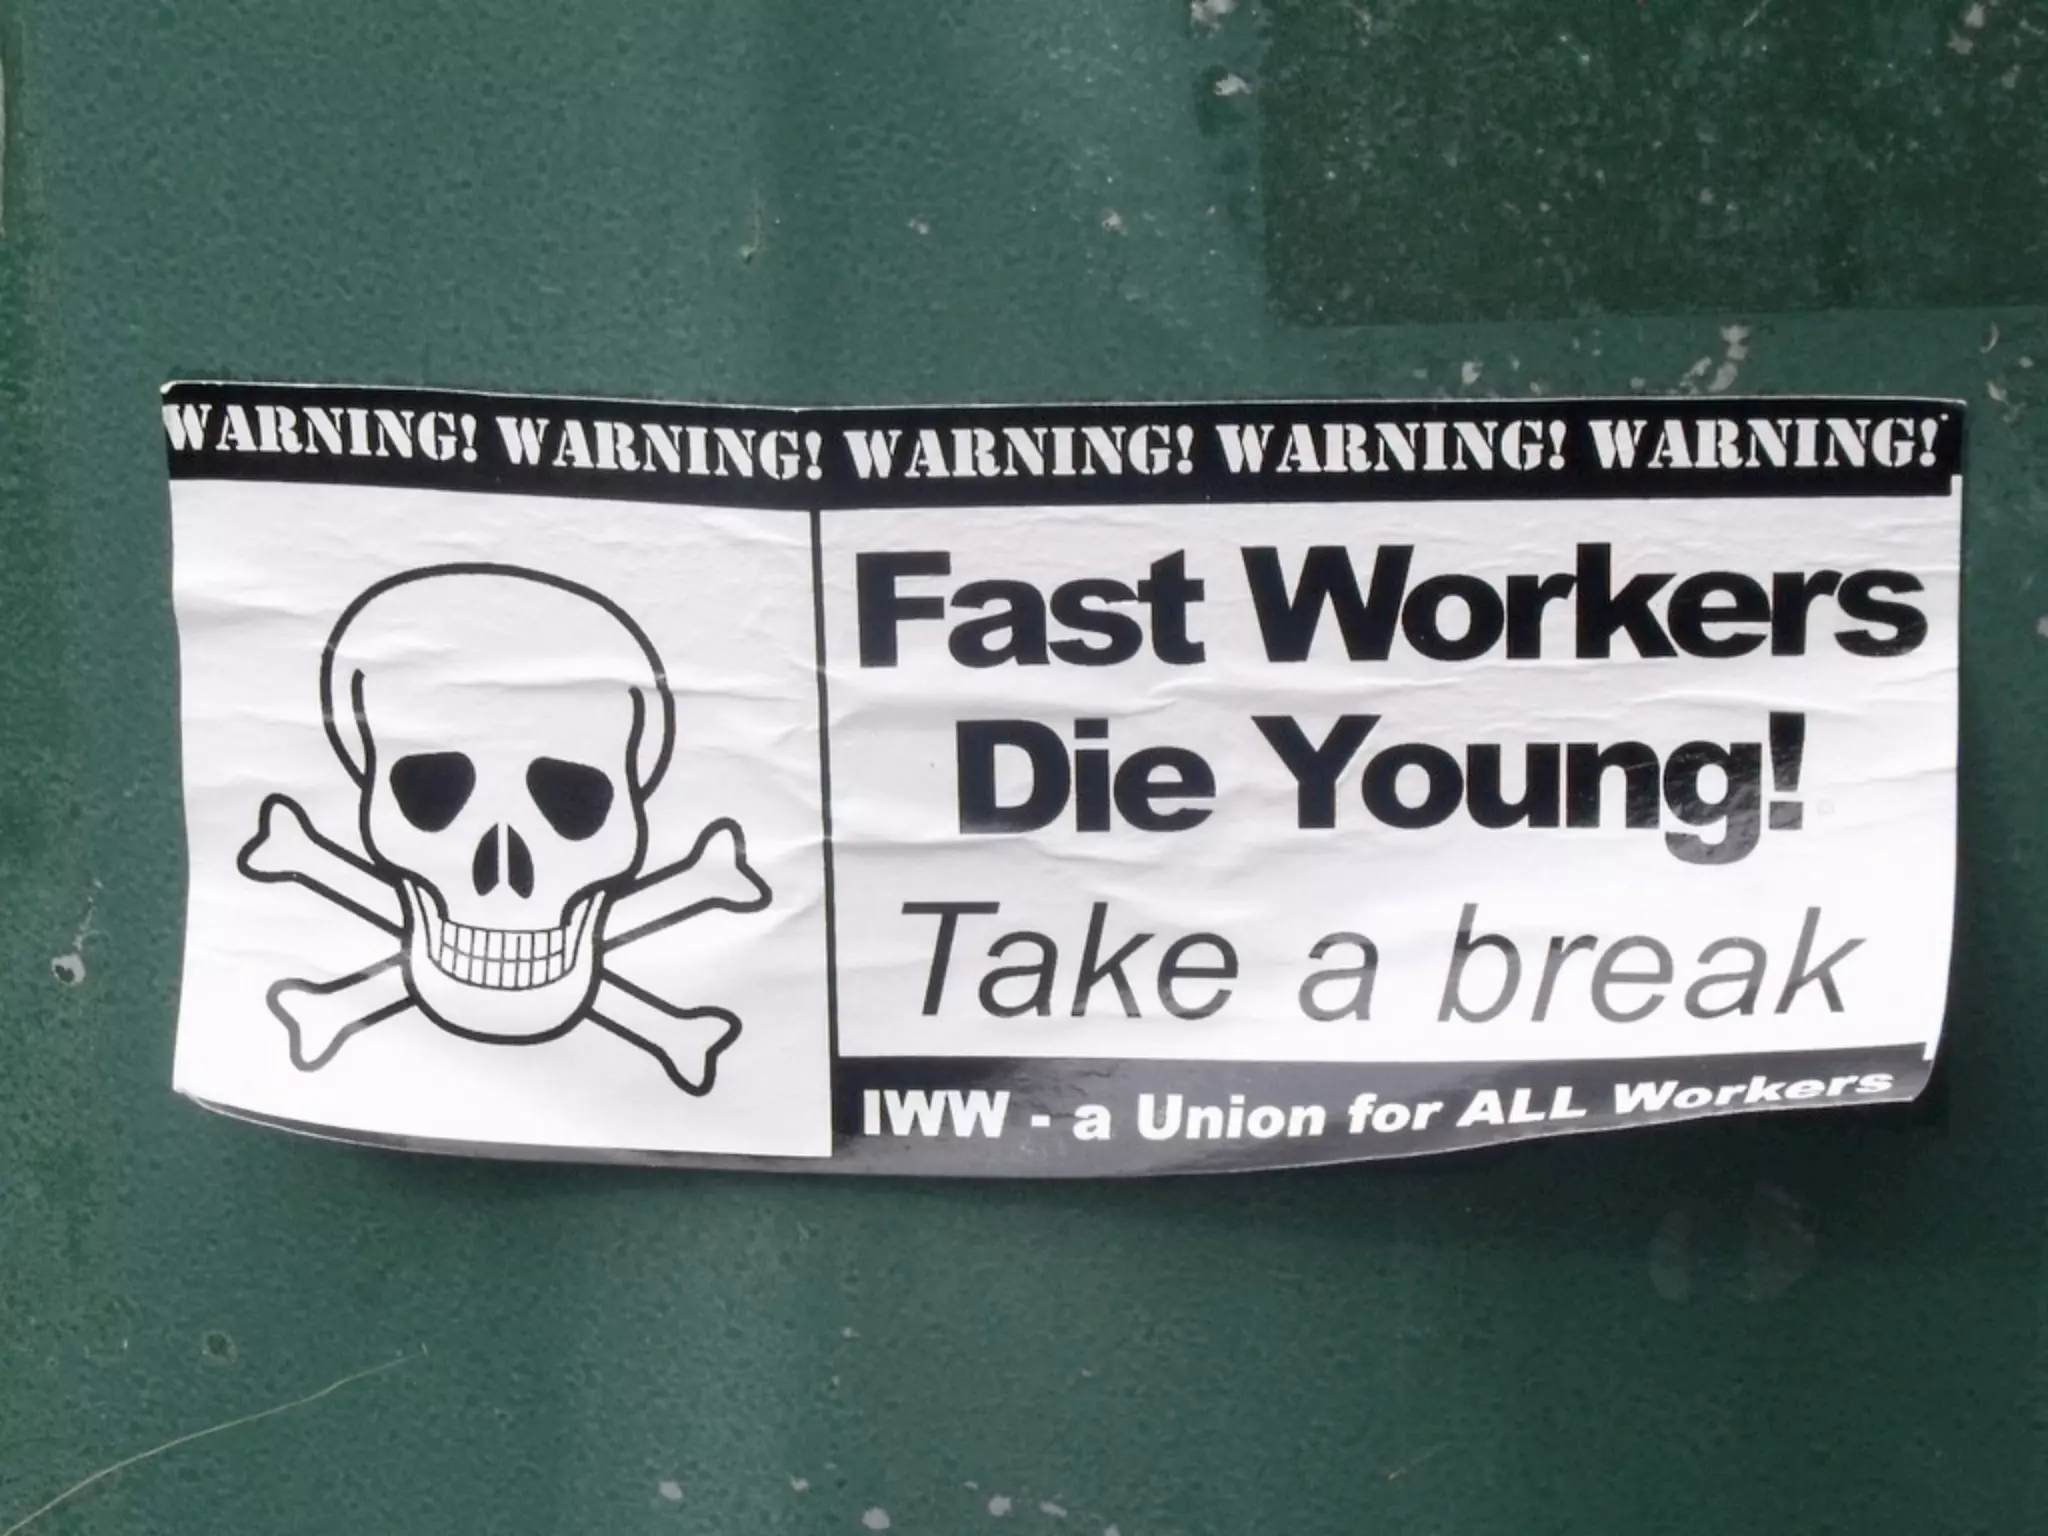 WARNING! WARNING! WARNING! WARNING! WARNING!
Fast Workers
Die Young!
Take a break
IWW - a Union for ALL Workers